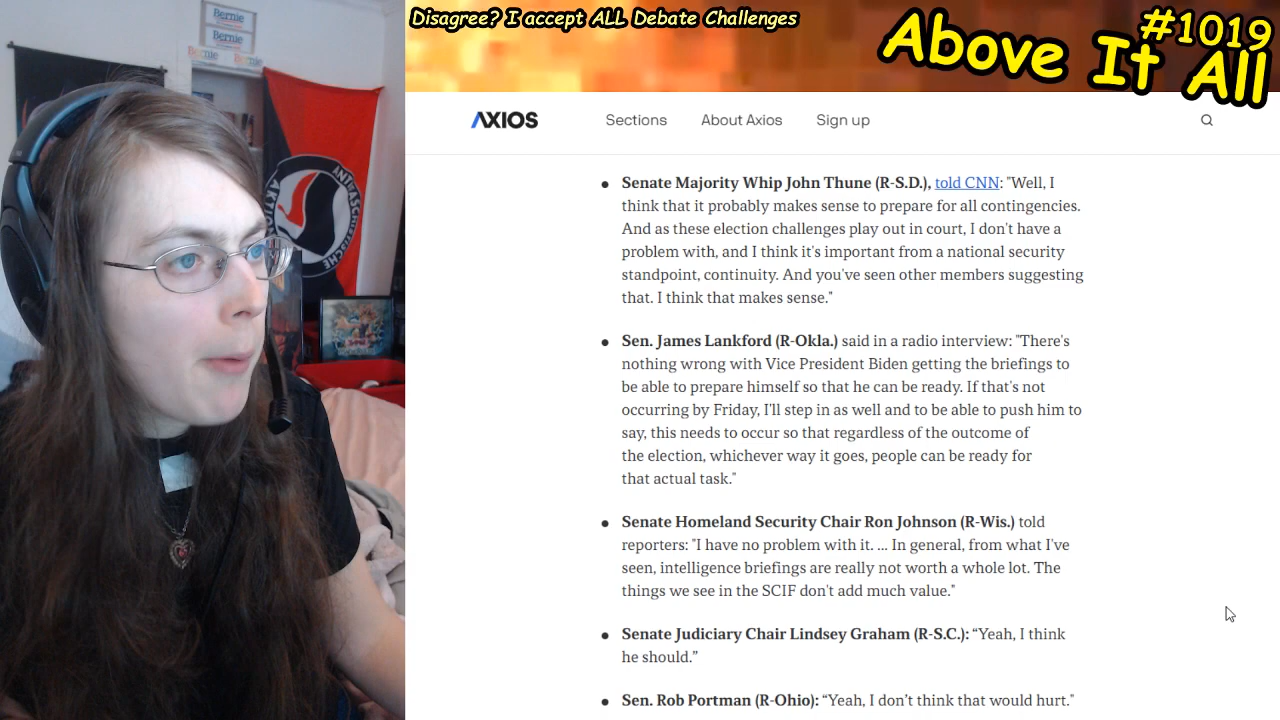 Bernie
Bernie
Bernie Bernie
ANTIFASCHISTISCHE
AKTION
Disagree? I accept ALL Debate Challenges
#1019
Above It All
AXIOS
Sections About Axios Sign up
Senate Majority Whip John Thune (R-S.D.), told CNN: "Well, I
think that it probably makes sense to prepare for all contingencies.
And as these election challenges play out in court, I don't have a
problem with, and I think it's important from a national security
standpoint, continuity. And you've seen other members suggesting
that. I think that makes sense."
Sen. James Lankford (R-Okla.) said in a radio interview: "There's
nothing wrong with Vice President Biden getting the briefings to
be able to prepare himself so that he can be ready. If that's not
occurring by Friday, I'll step in as well and to be able to push him to
say, this needs to occur so that regardless of the outcome of
the election, whichever way it goes, people can be ready for
that actual task."
Senate Homeland Security Chair Ron Johnson (R-Wis.) told
reporters: "I have no problem with it. ... In general, from what I've
seen, intelligence briefings are really not worth a whole lot. The
things we see in the SCIF don't add much value."
Senate Judiciary Chair Lindsey Graham (R-S.C.): “Yeah, I think
he should.”
Sen. Rob Portman (R-Ohio): “Yeah, I don’t think that would hurt."